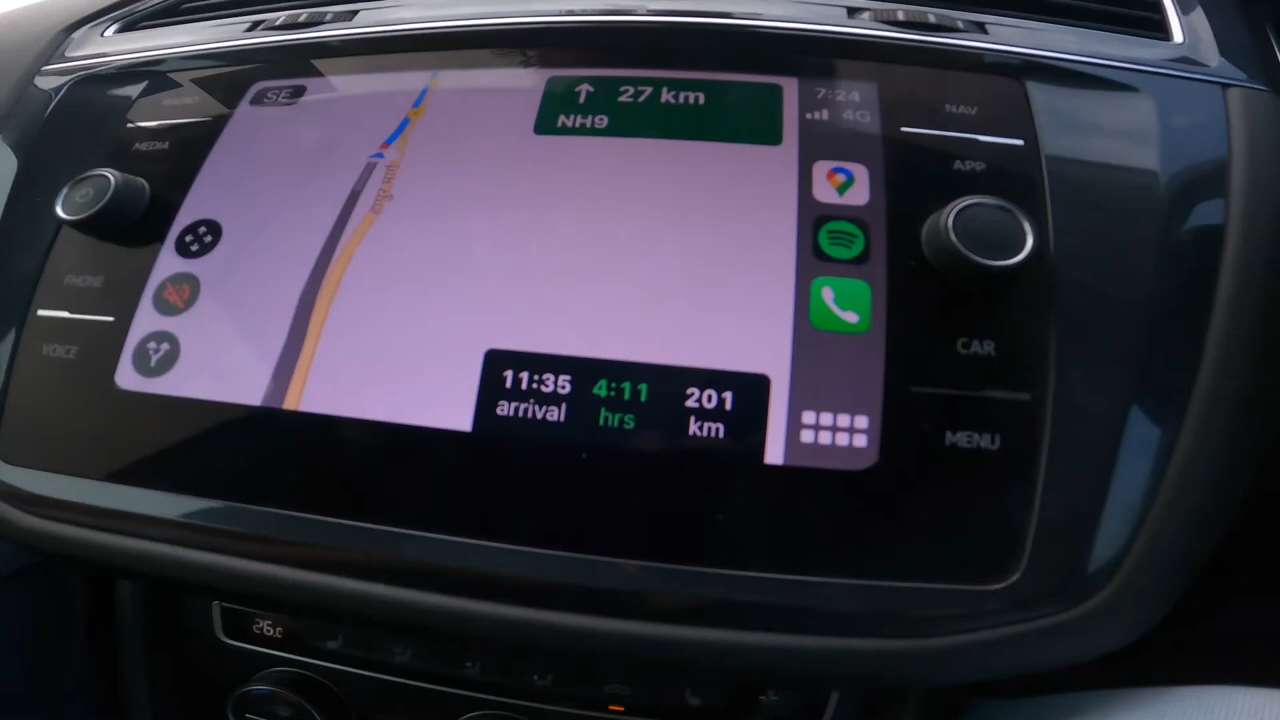 RADIO
MEDIA
PHONE
VOICE
SE
27 km
NH9
7:24
4G
11:35
arrival
4:11
hrs
201
km
NAV
APP
CAR
MENU
26.0